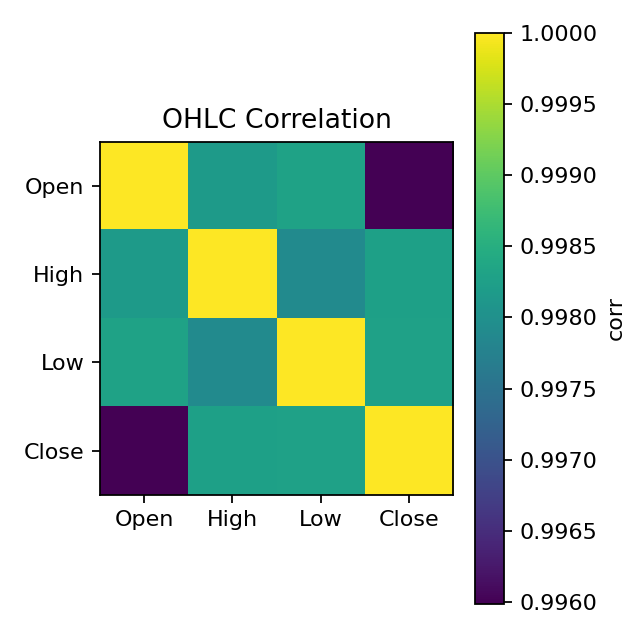 OHLC Correlation
Open
High
Low
Close
Open High Low Close
1.0000
0.9995
0.9990
0.9985
0.9980
0.9975
0.9970
0.9965
0.9960
corr